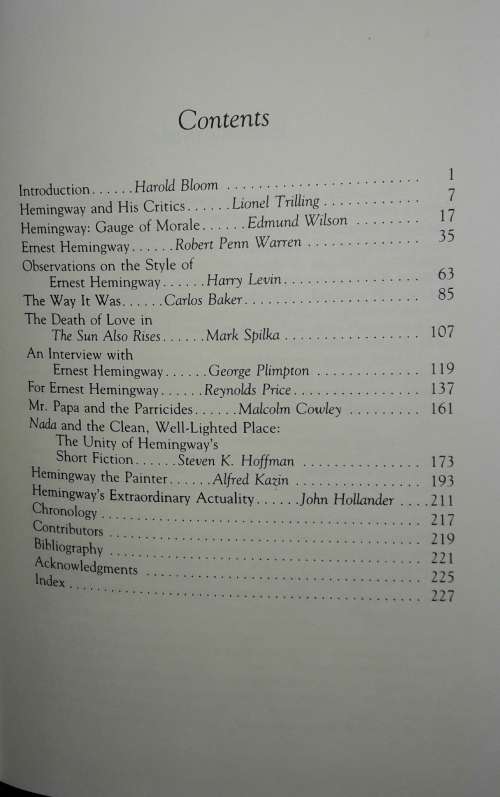 Contents
Introduction......Harold Bloom ........................ 1
Hemingway and His Critics......Lionel Trilling ............. 7
Hemingway: Gauge of Morale......Edmund Wilson ........ 17
Ernest Hemingway......Robert Penn Warren .............. 35
Observations on the Style of
Ernest Hemingway......Harry Levin................. 63
The Way It Was......Carlos Baker...................... 85
The Death of Love in
The Sun Also Rises......Mark Spilka ................. 107
An Interview with
Ernest Hemingway......George Plimpton ............. 119
For Ernest Hemingway......Reynolds Price................ 137
Mr. Papa and the Parricides......Malcolm Cowley ......... 161
Nada and the Clean, Well-Lighted Place:
The Unity of Hemingway's
Short Fiction......Steven K. Hoffman ............... 173
Hemingway the Painter......Alfred Kazin ................ 193
Hemingway's Extraordinary Actuality......John Hollander ....211
Chronology ........................................ 217
Contributors ....................................... 219
Bibliography ....................................... 221
Acknowledgments ................................... 225
Index ............................................. 227